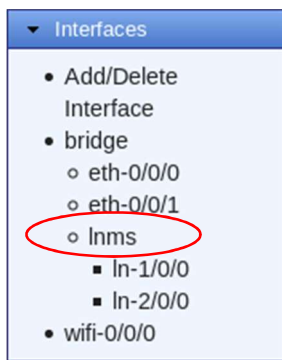 Interfaces
Add/Delete
Interface
bridge
eth-0/0/0
eth-0/0/1
lnms
ln-1/0/0
ln-2/0/0
wifi-0/0/0